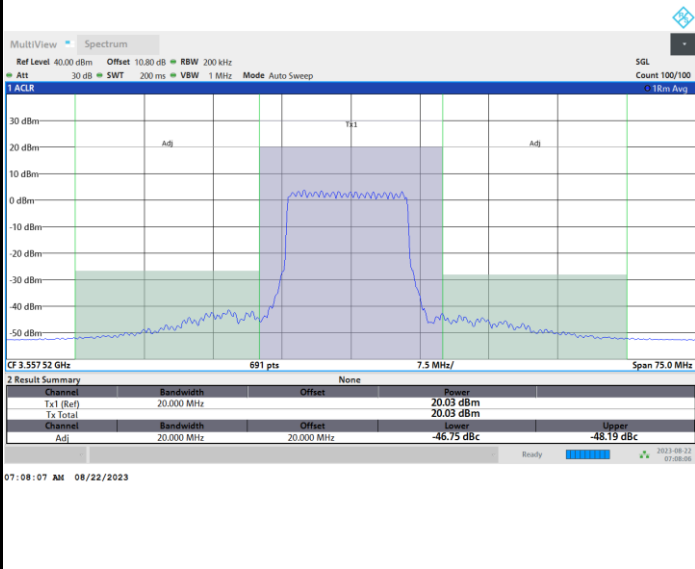 MultiView Spectrum
Ref Level 40.00 dBm Offset 10.80 dB RBW 200 kHz SGL
Att 30 dB SWT 200 ms VBW 1 MHz Mode Auto Sweep Count 100/100
1 ACLR 1Rm Avg
Tx1
30 dBm
Adj Adj
20 dBm
10 dBm
0 dBm
-10 dBm
-20 dBm
-30 dBm
-40 dBm
-50 dBm
CF 3.557 52 GHz 691 pts 7.5 MHz/ Span 75.0 MHz
2 Result Summary None
Channel Bandwidth Offset Power
Tx1 (Ref) 20.000 MHz 20.03 dBm
Tx Total 20.03 dBm
Channel Bandwidth Offset Lower Upper
Adj 20.000 MHz 20.000 MHz -46.75 dBc -48.19 dBc
Ready 2023-08-22
07:08:08
07:08:07 AM 08/22/2023